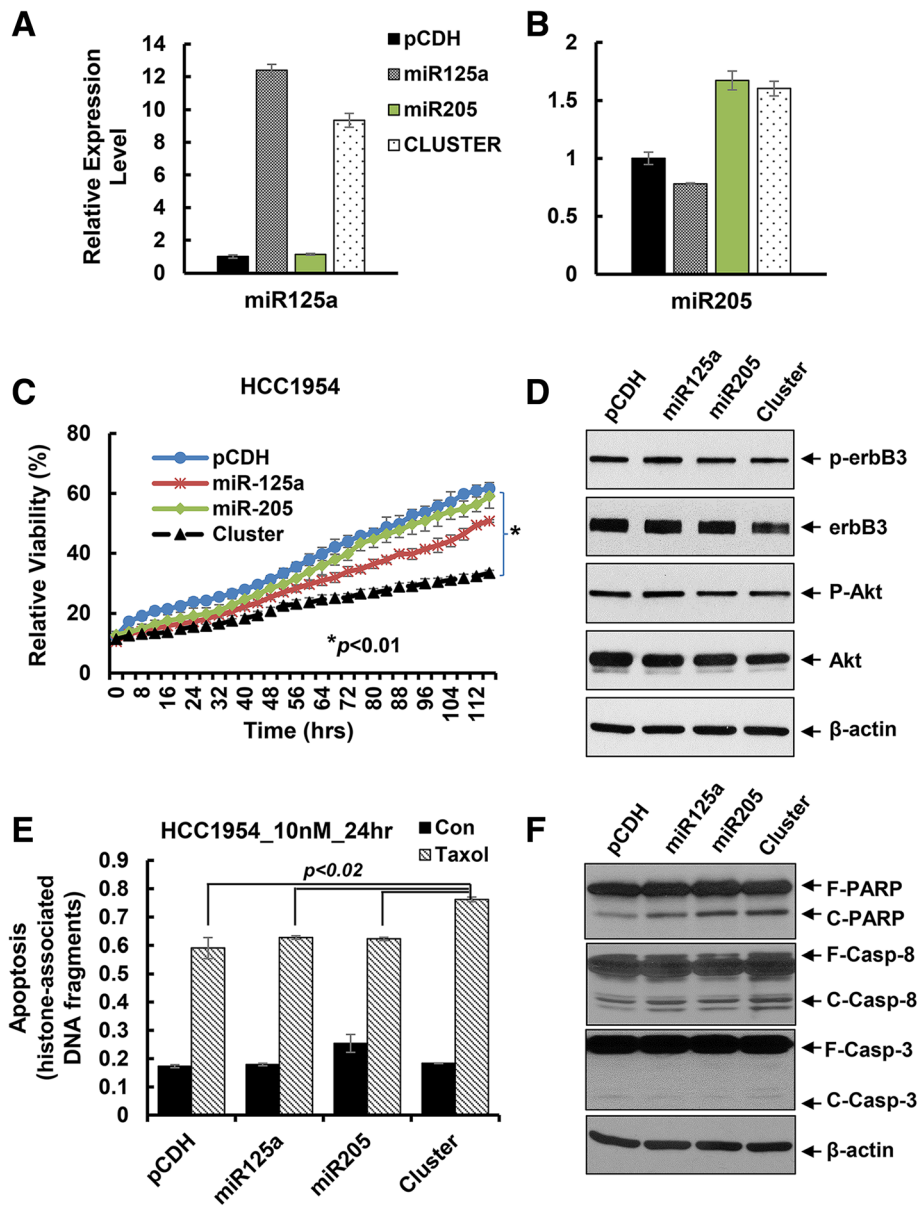 A
14
12
10
8
6
4
2
0
Relative Expression
Level
miR125a
pCDH
miR125a
miR205
CLUSTER
B
2
1.5
1
0.5
0
miR205
C
HCC1954
80
60
40
20
0
Relative Viability (%)
pCDH
miR-125a
miR-205
Cluster
*
*p<0.01
0 8 16 24 32 40 48 56 64 72 80 88 96 104 112
Time (hrs)
D
pCDH miR125a miR205 Cluster
p-erbB3
erbB3
P-Akt
Akt
β-actin
E
HCC1954_10nM_24hr
Con
Taxol
p<0.02
0.9
0.8
0.7
0.6
0.5
0.4
0.3
0.2
0.1
0
Apoptosis
(histone-associated
DNA fragments)
pCDH miR125a miR205 Cluster
F
pCDH miR125a miR205 Cluster
F-PARP
C-PARP
F-Casp-8
C-Casp-8
F-Casp-3
C-Casp-3
β-actin